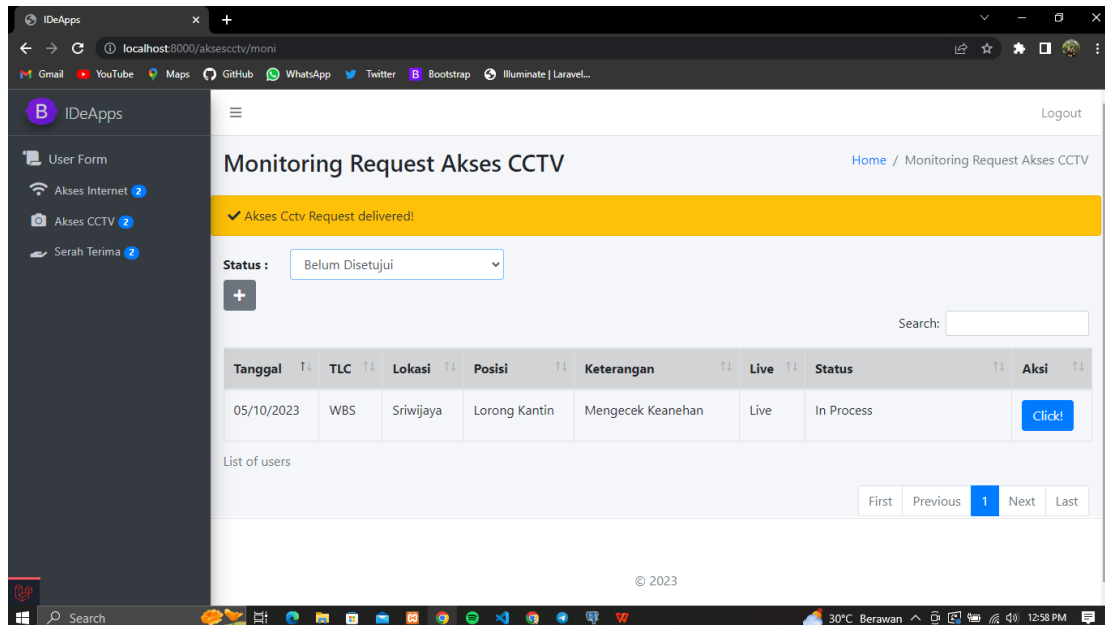 IDeApps
localhost:8000/aksescctv/moni
Gmail YouTube Maps GitHub WhatsApp Twitter B Bootstrap Illuminate | Laravel...
B IDeApps
Logout
User Form
Akses Internet 2
Akses CCTV 2
Serah Terima 2
Monitoring Request Akses CCTV
Home / Monitoring Request Akses CCTV
Akses Cctv Request delivered!
Status : Belum Disetujui
+
Search:
Tanggal TLC Lokasi Posisi Keterangan Live Status Aksi
05/10/2023 WBS Sriwijaya Lorong Kantin Mengecek Keanehan Live In Process Click!
List of users
First Previous 1 Next Last
© 2023
Search 30°C Berawan 12:58 PM